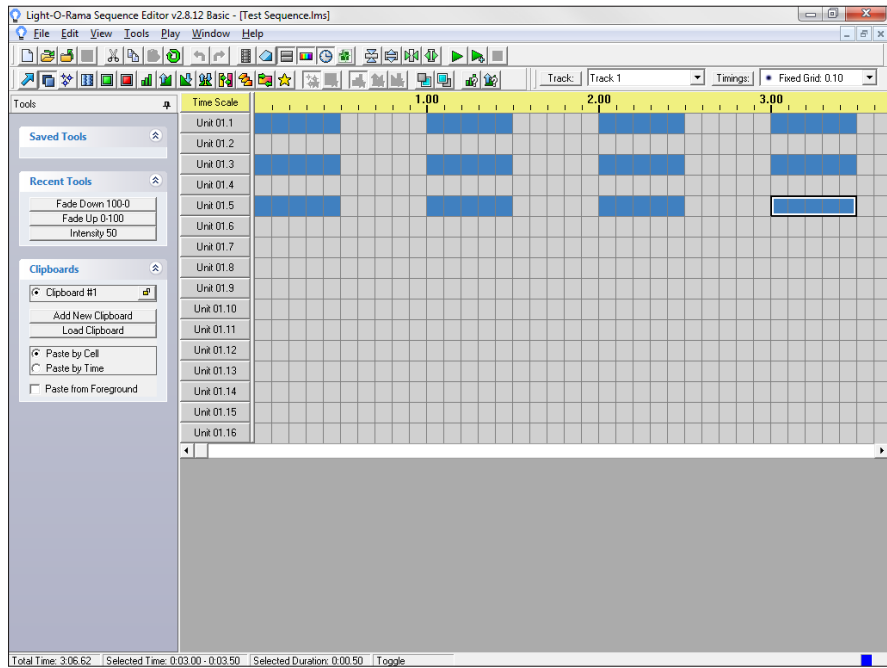 Light-O-Rama Sequence Editor v2.8.12 Basic - [Test Sequence.lms]
File Edit View Tools Play Window Help
Track: Track 1 Timings: Fixed Grid: 0.10
Tools
Time Scale 1.00 2.00 3.00
Saved Tools
Recent Tools
Fade Down 100-0
Fade Up 0-100
Intensity 50
Clipboards
Clipboard #1
Add New Clipboard
Load Clipboard
Paste by Cell
Paste by Time
Paste from Foreground
Unit 01.1
Unit 01.2
Unit 01.3
Unit 01.4
Unit 01.5
Unit 01.6
Unit 01.7
Unit 01.8
Unit 01.9
Unit 01.10
Unit 01.11
Unit 01.12
Unit 01.13
Unit 01.14
Unit 01.15
Unit 01.16
Total Time: 3:06.62 Selected Time: 0:03.00 - 0:03.50 Selected Duration: 0:00.50 Toggle